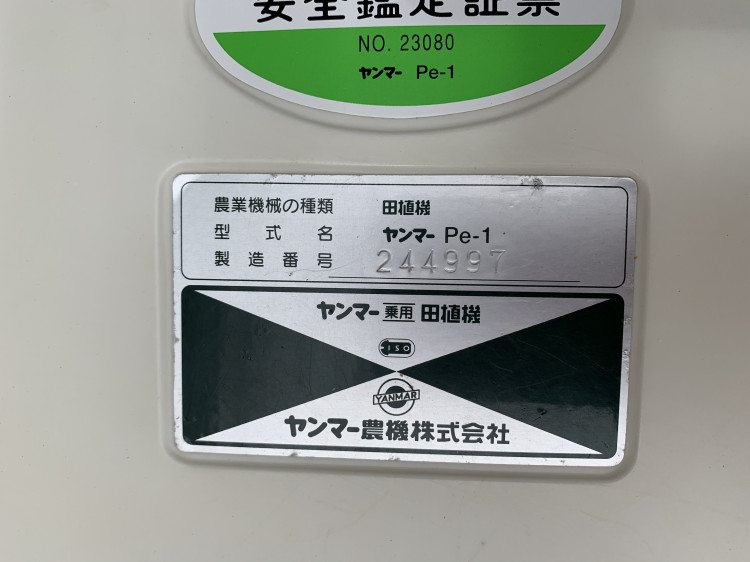 安全鑑定証票
NO. 23080
ヤンマー Pe-1
農業機械の種類 田植機
型式名 ヤンマー Pe-1
製造番号 244997
ヤンマー 乗用 田植機
ISO
YANMAR
ヤンマー農機株式会社